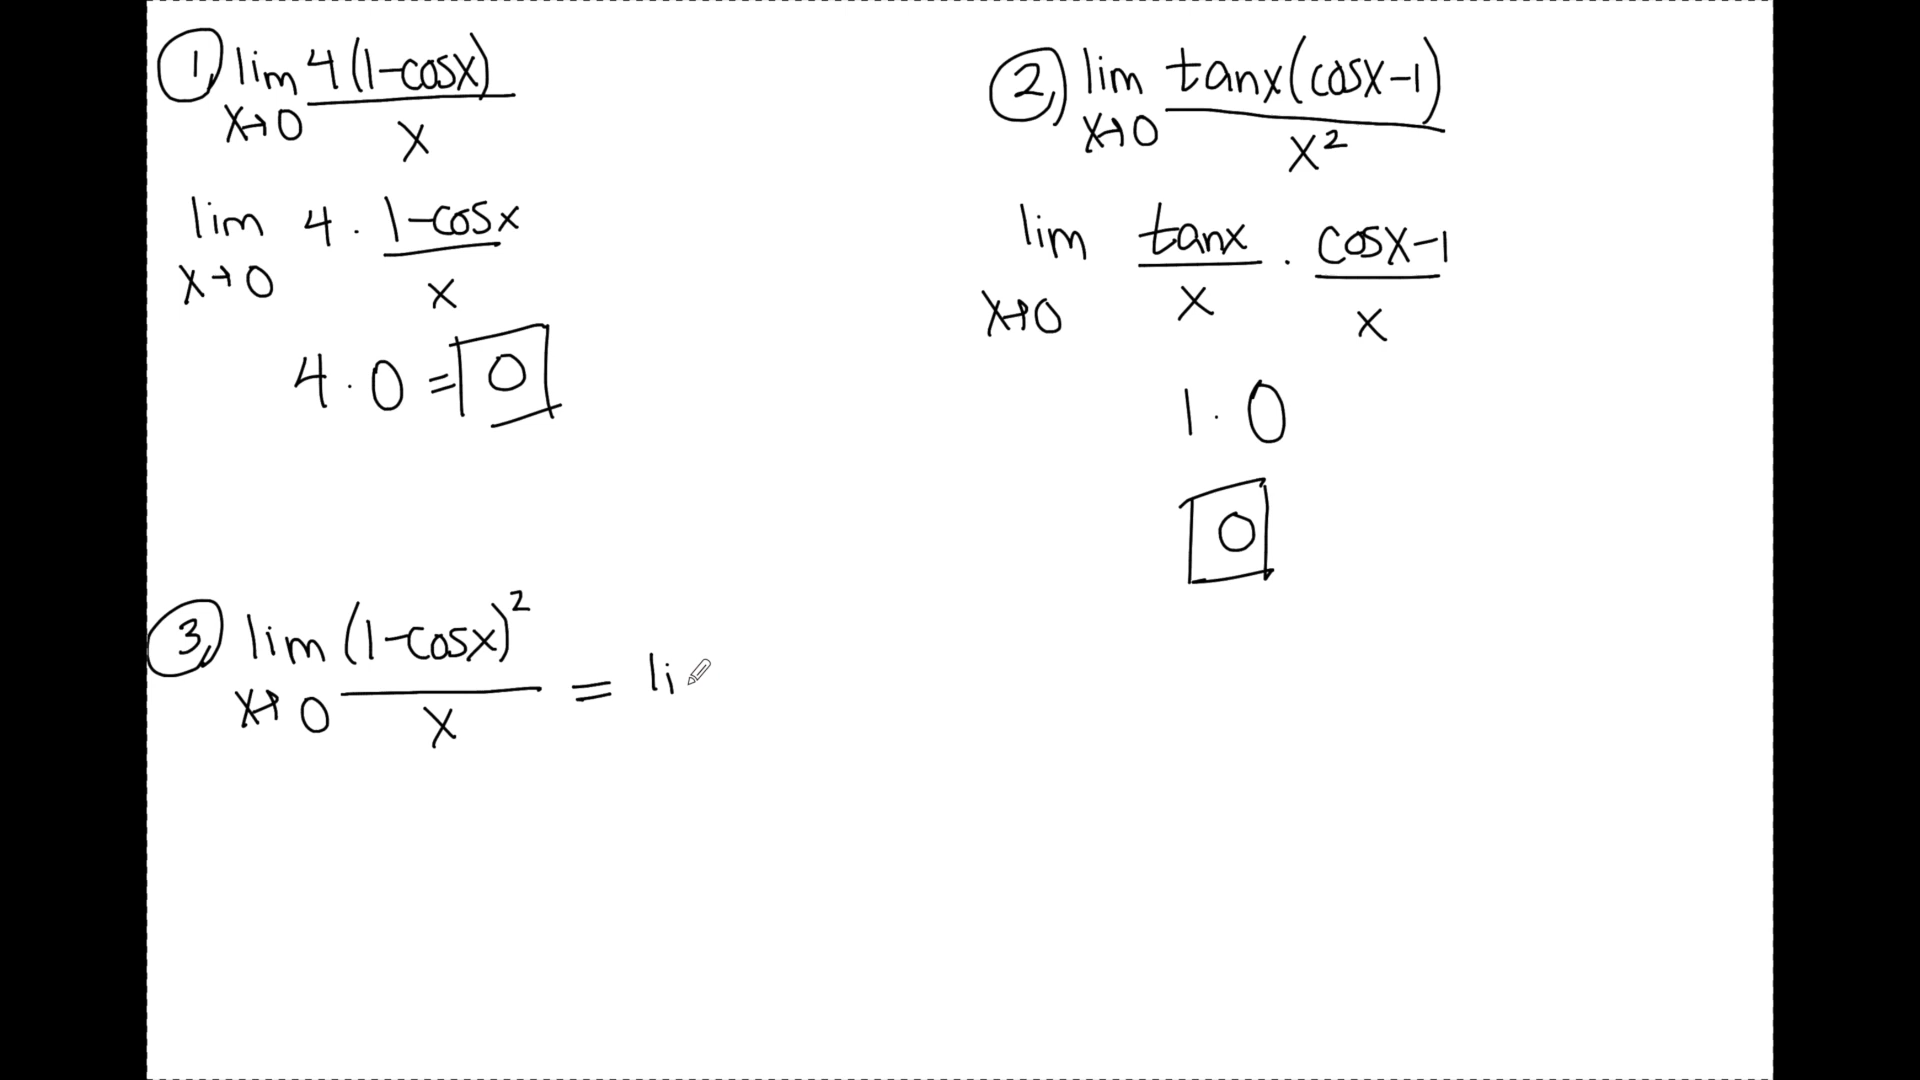 1. lim 4(1-cosx)
x→0 x
lim 4 · 1-cosx
x→0 x
4 · 0 = 0
2. lim tanx(cosx-1)
x→0 x²
lim tanx · cosx-1
x→0 x x
1 · 0
0
3. lim (1-cosx)² = li
x→0 x